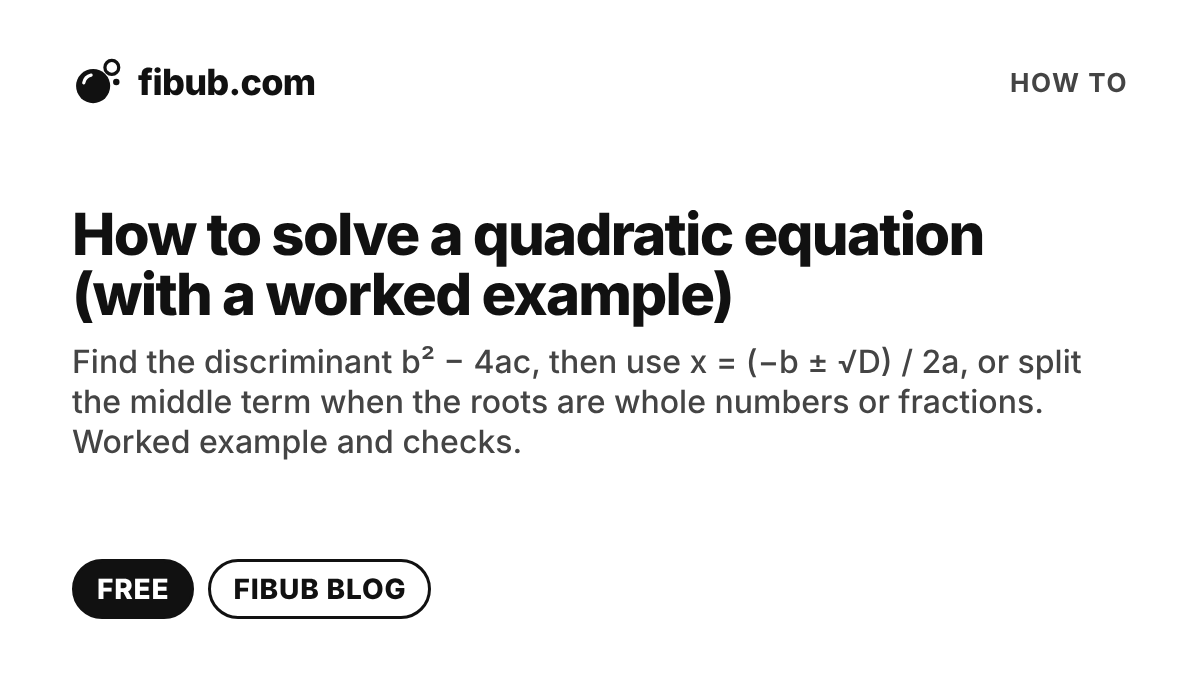 fibub.com
HOW TO
How to solve a quadratic equation
(with a worked example)
Find the discriminant b² − 4ac, then use x = (−b ± √D) / 2a, or split
the middle term when the roots are whole numbers or fractions.
Worked example and checks.
FREE
FIBUB BLOG